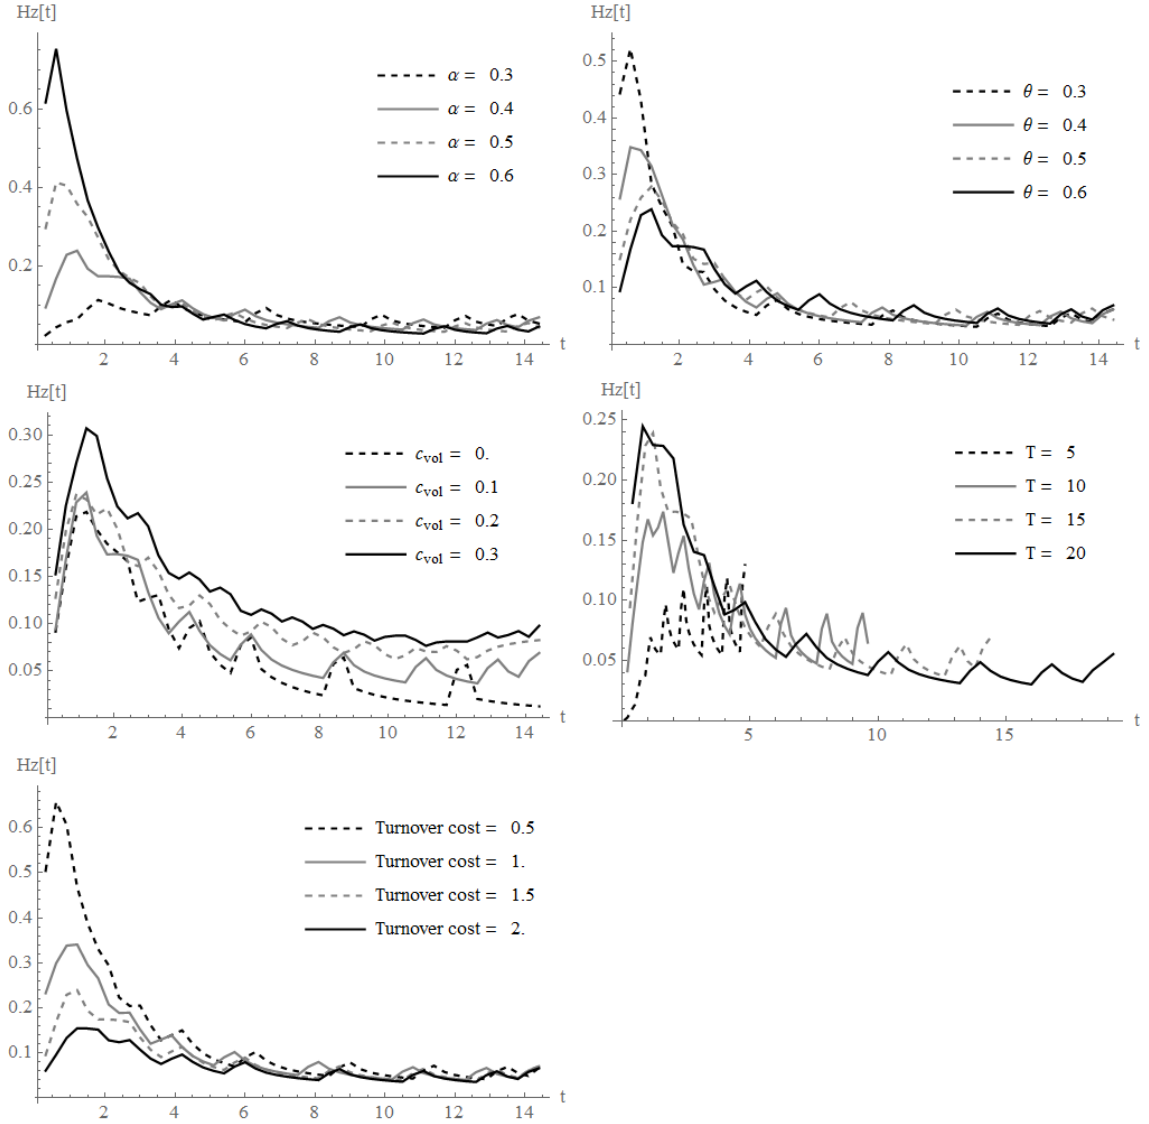 Hz[t]
α = 0.3
α = 0.4
α = 0.5
α = 0.6
0.6
0.4
0.2
2 4 6 8 10 12 14 t
Hz[t]
θ = 0.3
θ = 0.4
θ = 0.5
θ = 0.6
0.5
0.4
0.3
0.2
0.1
2 4 6 8 10 12 14 t
Hz[t]
c_vol = 0.
c_vol = 0.1
c_vol = 0.2
c_vol = 0.3
0.30
0.25
0.20
0.15
0.10
0.05
2 4 6 8 10 12 14 t
Hz[t]
T = 5
T = 10
T = 15
T = 20
0.25
0.20
0.15
0.10
0.05
5 10 15 t
Hz[t]
Turnover cost = 0.5
Turnover cost = 1.
Turnover cost = 1.5
Turnover cost = 2.
0.6
0.5
0.4
0.3
0.2
0.1
2 4 6 8 10 12 14 t